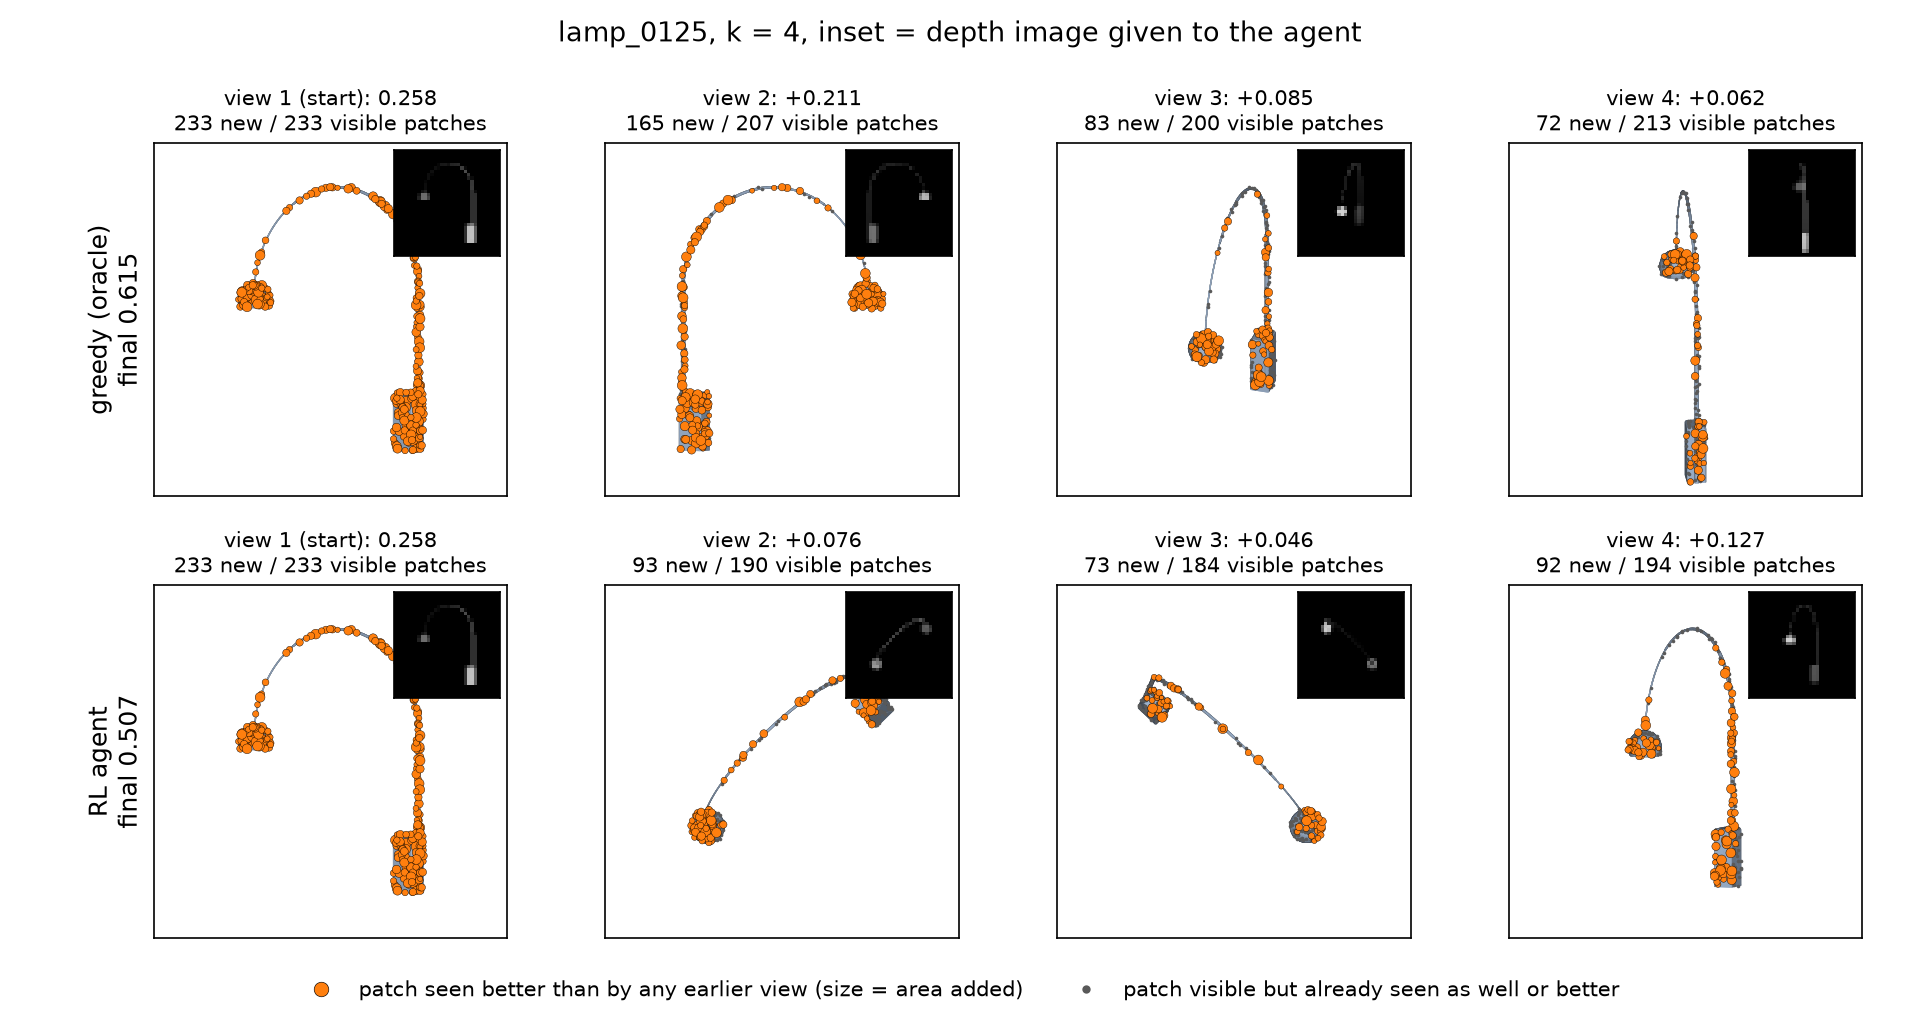 lamp_0125, k = 4, inset = depth image given to the agent
greedy (oracle)
final 0.615
view 1 (start): 0.258
233 new / 233 visible patches
view 2: +0.211
165 new / 207 visible patches
view 3: +0.085
83 new / 200 visible patches
view 4: +0.062
72 new / 213 visible patches
RL agent
final 0.507
view 1 (start): 0.258
233 new / 233 visible patches
view 2: +0.076
93 new / 190 visible patches
view 3: +0.046
73 new / 184 visible patches
view 4: +0.127
92 new / 194 visible patches
patch seen better than by any earlier view (size = area added)
patch visible but already seen as well or better